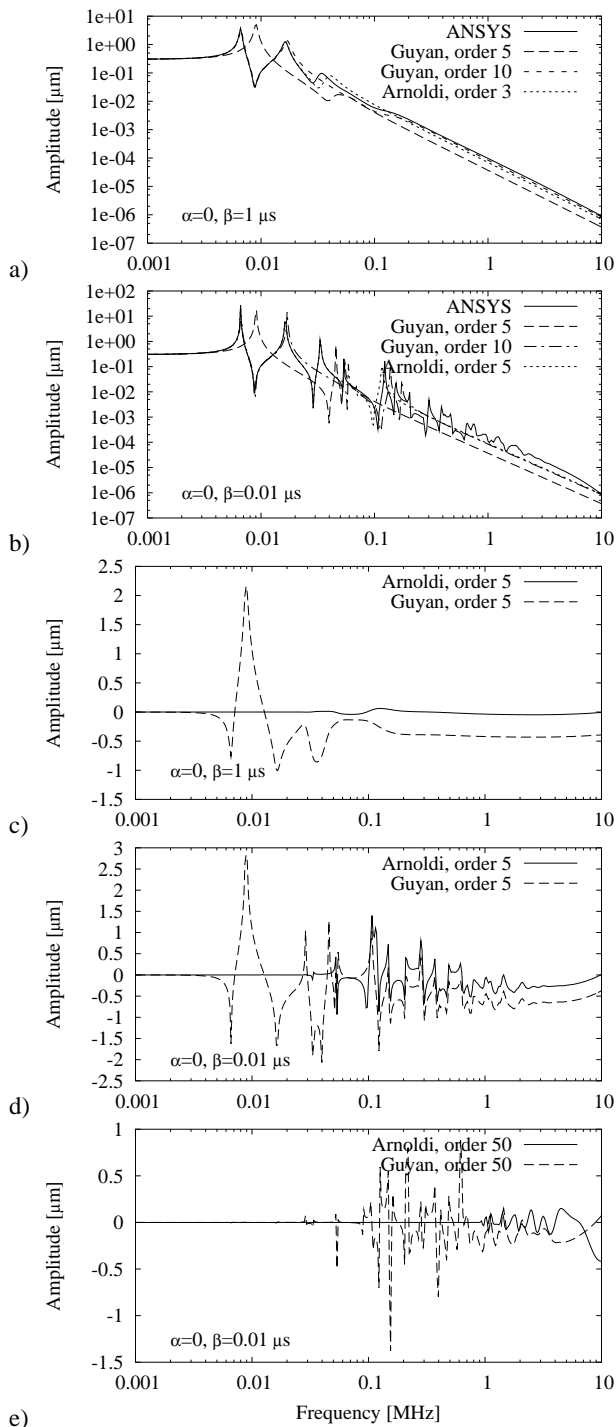 1e+01
1e+00
1e-01
1e-02
1e-03
1e-04
1e-05
1e-06
1e-07
Amplitude [µm]
ANSYS
Guyan, order 5
Guyan, order 10
Arnoldi, order 3
α=0, β=1 µs
0.001 0.01 0.1 1 10
a)
1e+02
1e+01
1e+00
1e-01
1e-02
1e-03
1e-04
1e-05
1e-06
1e-07
Amplitude [µm]
ANSYS
Guyan, order 5
Guyan, order 10
Arnoldi, order 5
α=0, β=0.01 µs
0.001 0.01 0.1 1 10
b)
2.5
2
1.5
1
0.5
0
-0.5
-1
-1.5
Amplitude [µm]
Arnoldi, order 5
Guyan, order 5
α=0, β=1 µs
0.001 0.01 0.1 1 10
c)
3
2.5
2
1.5
1
0.5
0
-0.5
-1
-1.5
-2
-2.5
Amplitude [µm]
Arnoldi, order 5
Guyan, order 5
α=0, β=0.01 µs
0.001 0.01 0.1 1 10
d)
1
0.5
0
-0.5
-1
-1.5
Amplitude [µm]
Arnoldi, order 50
Guyan, order 50
α=0, β=0.01 µs
0.001 0.01 0.1 1 10
Frequency [MHz]
e)